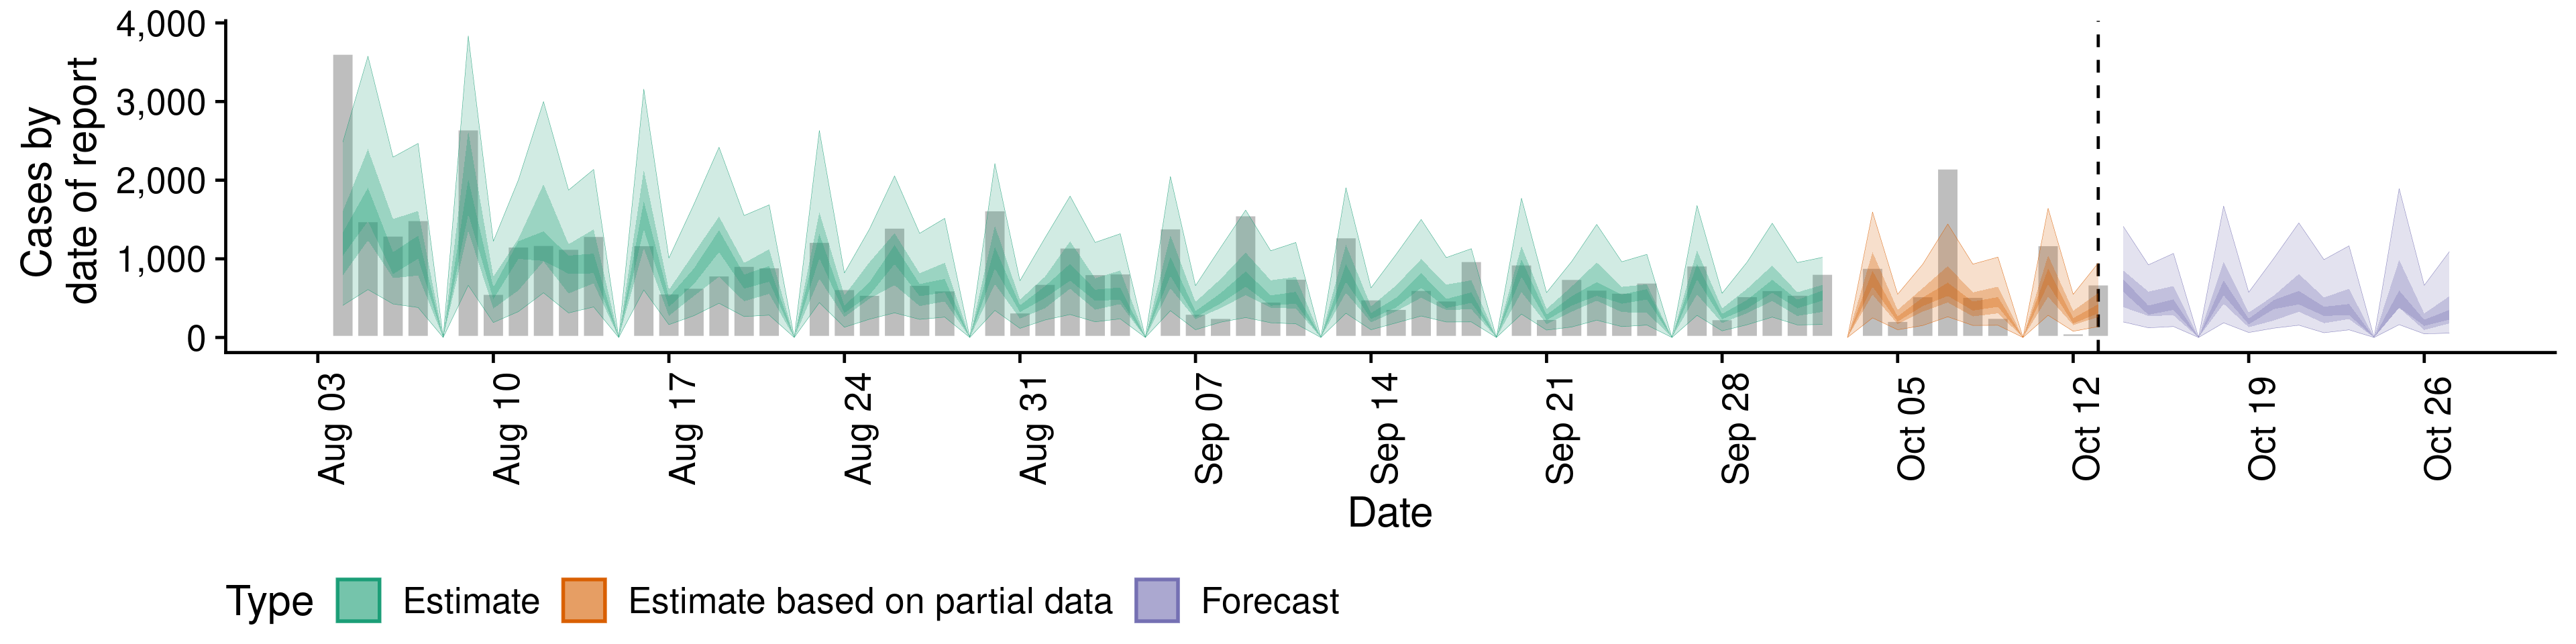 Cases by
date of report
4,000
3,000
2,000
1,000
0
Aug 03
Aug 10
Aug 17
Aug 24
Aug 31
Sep 07
Sep 14
Sep 21
Sep 28
Oct 05
Oct 12
Oct 19
Oct 26
Date
Type Estimate Estimate based on partial data Forecast